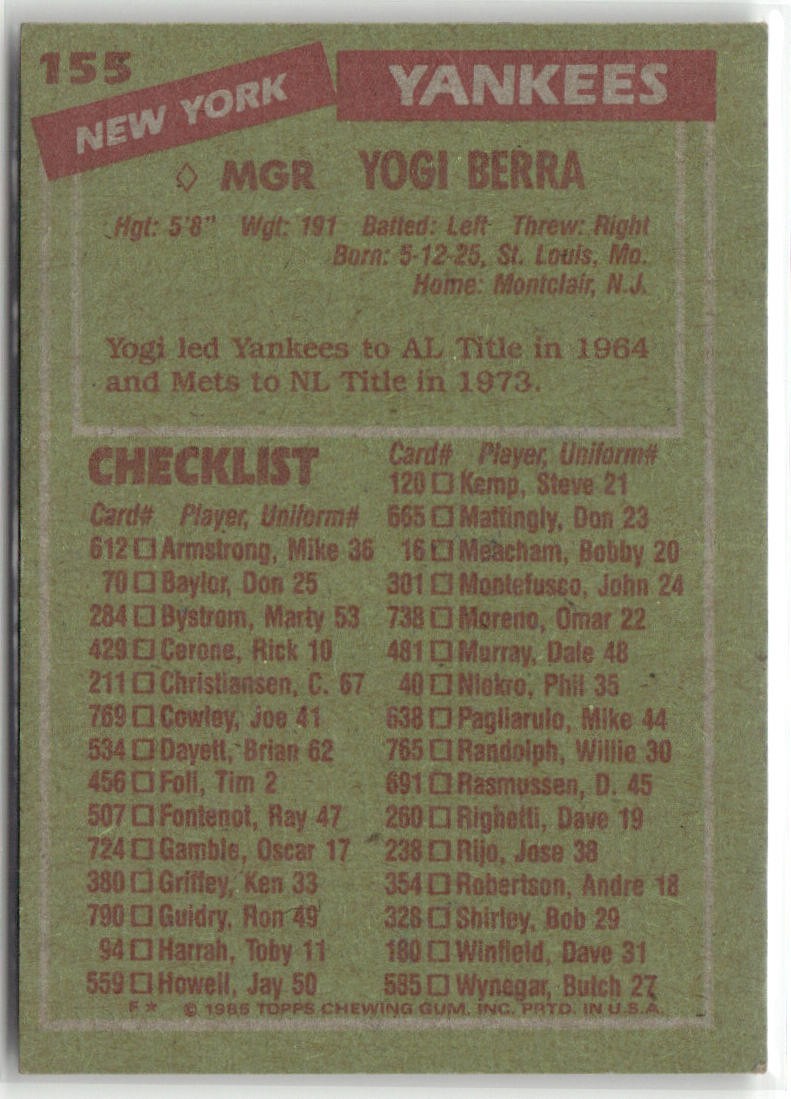 155
NEW YORK YANKEES
◇ MGR YOGI BERRA
Hgt: 5'8" Wgt: 191 Batted: Left Threw: Right
Born: 5-12-25, St. Louis, Mo.
Home: Montclair, N.J.
Yogi led Yankees to AL Title in 1964
and Mets to NL Title in 1973.
CHECKLIST
Card# Player, Uniform#
612 □ Armstrong, Mike 36
70 □ Baylor, Don 25
284 □ Bystrom, Marty 53
429 □ Cerone, Rick 10
211 □ Christiansen, C. 67
769 □ Cowley, Joe 41
534 □ Dayett, Brian 62
456 □ Foli, Tim 2
507 □ Fontenot, Ray 47
724 □ Gamble, Oscar 17
380 □ Griffey, Ken 33
790 □ Guidry, Ron 49
94 □ Harrah, Toby 11
559 □ Howell, Jay 50
Card# Player, Uniform#
120 □ Kemp, Steve 21
665 □ Mattingly, Don 23
16 □ Meacham, Bobby 20
301 □ Montefusco, John 24
738 □ Moreno, Omar 22
481 □ Murray, Dale 48
40 □ Niekro, Phil 35
638 □ Pagliarulo, Mike 44
765 □ Randolph, Willie 30
691 □ Rasmussen, D. 45
260 □ Righetti, Dave 19
238 □ Rijo, Jose 38
354 □ Robertson, Andre 18
328 □ Shirley, Bob 29
180 □ Winfield, Dave 31
585 □ Wynegar, Butch 27
F* © 1985 TOPPS CHEWING GUM, INC. PRTD. IN U.S.A.